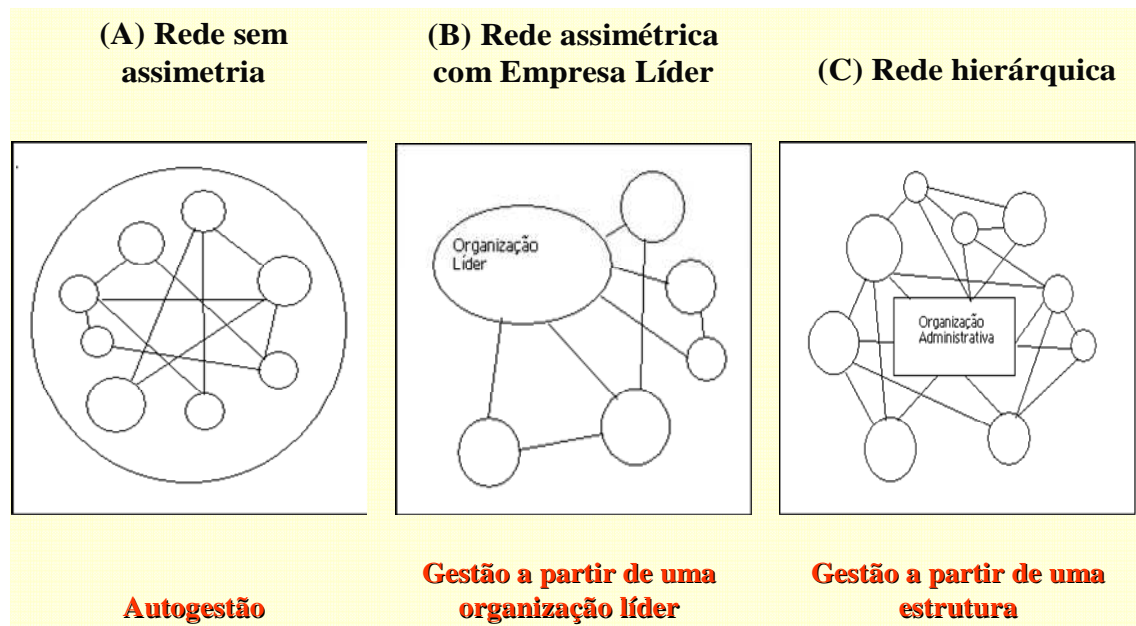 (A) Rede sem
assimetria
(B) Rede assimétrica
com Empresa Líder
(C) Rede hierárquica
Organização
Líder
Organização
Administrativa
Autogestão
Gestão a partir de uma
organização líder
Gestão a partir de uma
estrutura